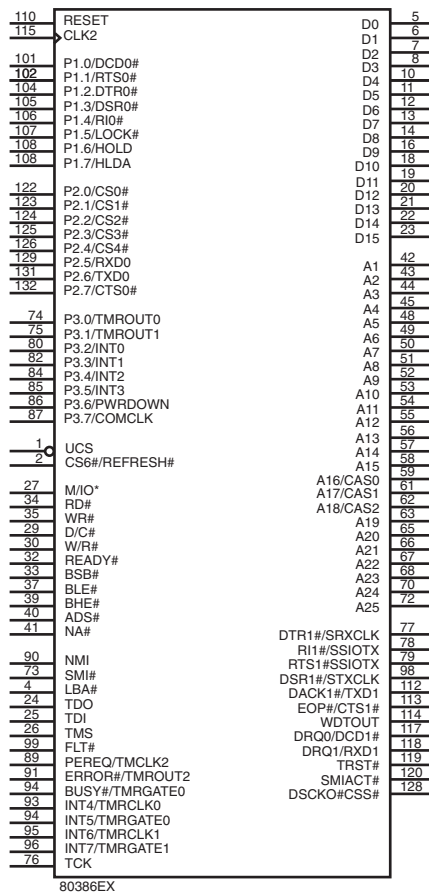 110 RESET
115 CLK2
101 P1.0/DCD0#
102 P1.1/RTS0#
104 P1.2.DTR0#
105 P1.3/DSR0#
106 P1.4/RI0#
107 P1.5/LOCK#
108 P1.6/HOLD
108 P1.7/HLDA
122 P2.0/CS0#
123 P2.1/CS1#
124 P2.2/CS2#
125 P2.3/CS3#
126 P2.4/CS4#
129 P2.5/RXD0
131 P2.6/TXD0
132 P2.7/CTS0#
74 P3.0/TMROUT0
75 P3.1/TMROUT1
80 P3.2/INT0
82 P3.3/INT1
84 P3.4/INT2
85 P3.5/INT3
86 P3.6/PWRDOWN
87 P3.7/COMCLK
1 UCS
2 CS6#/REFRESH#
27 M/IO*
34 RD#
35 WR#
29 D/C#
30 W/R#
32 READY#
33 BSB#
37 BLE#
39 BHE#
40 ADS#
41 NA#
90 NMI
73 SMI#
4 LBA#
24 TDO
25 TDI
26 TMS
99 FLT#
89 PEREQ/TMCLK2
91 ERROR#/TMROUT2
94 BUSY#/TMRGATE0
93 INT4/TMRCLK0
94 INT5/TMRGATE0
95 INT6/TMRCLK1
96 INT7/TMRGATE1
76 TCK
D0 5
D1 6
D2 7
D3 8
D4 10
D5 11
D6 12
D7 13
D8 14
D9 16
D10 18
D11 19
D12 20
D13 21
D14 22
D15 23
A1 42
A2 43
A3 44
A4 45
A5 48
A6 49
A7 50
A8 51
A9 52
A10 53
A11 54
A12 55
A13 56
A14 57
A15 58
A16/CAS0 59
A17/CAS1 61
A18/CAS2 62
A19 63
A20 65
A21 66
A22 67
A23 68
A24 70
A25 72
DTR1#/SRXCLK 77
RI1#/SSIOTX 78
RTS1#SSIOTX 79
DSR1#/STXCLK 98
DACK1#/TXD1 112
EOP#/CTS1# 113
WDTOUT 114
DRQ0/DCD1# 117
DRQ1/RXD1 118
TRST# 119
SMIACT# 120
DSCKO#CSS# 128
80386EX